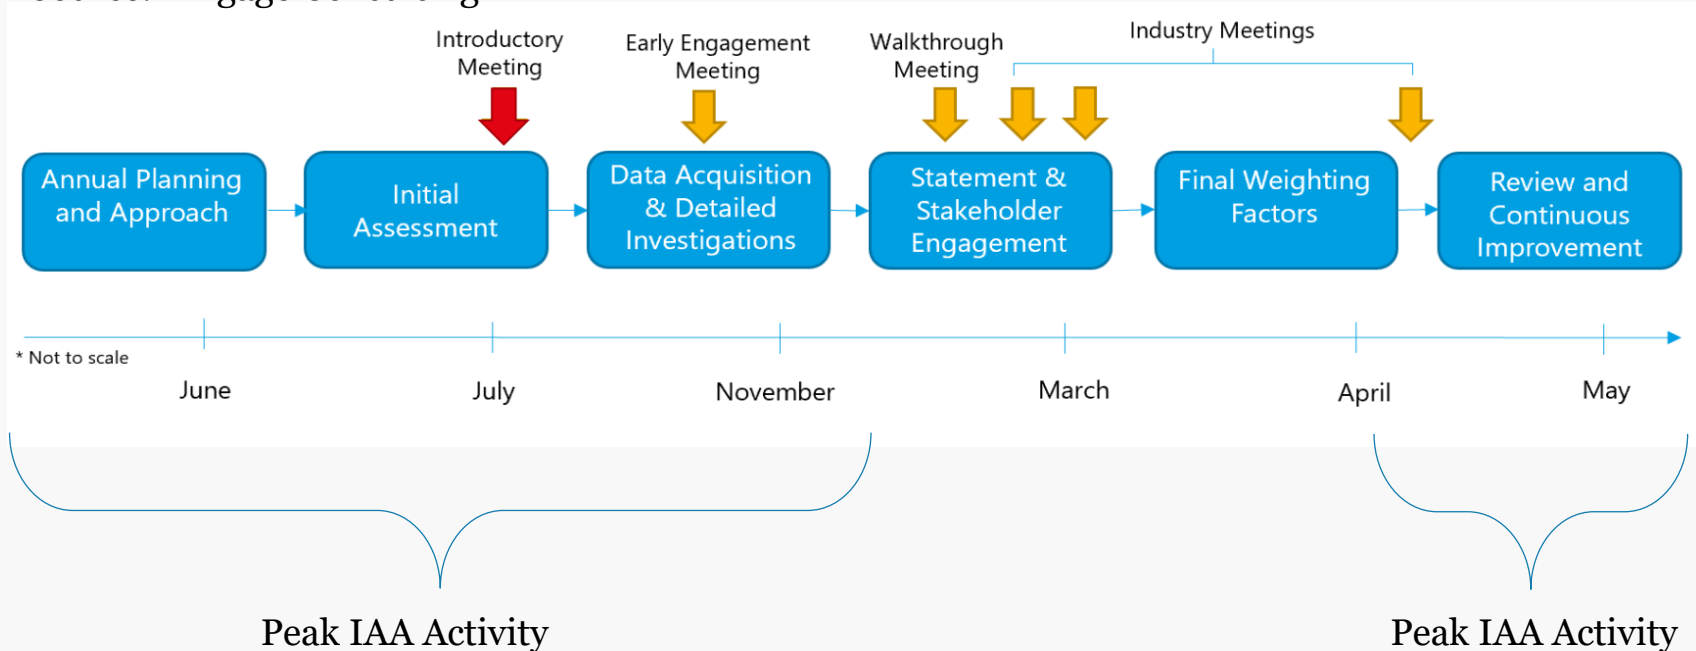 Introductory
Meeting
Early Engagement
Meeting
Walkthrough
Meeting
Industry Meetings
Annual Planning
and Approach
Initial
Assessment
Data Acquisition
& Detailed
Investigations
Statement &
Stakeholder
Engagement
Final Weighting
Factors
Review and
Continuous
Improvement
* Not to scale
June
July
November
March
April
May
Peak IAA Activity
Peak IAA Activity